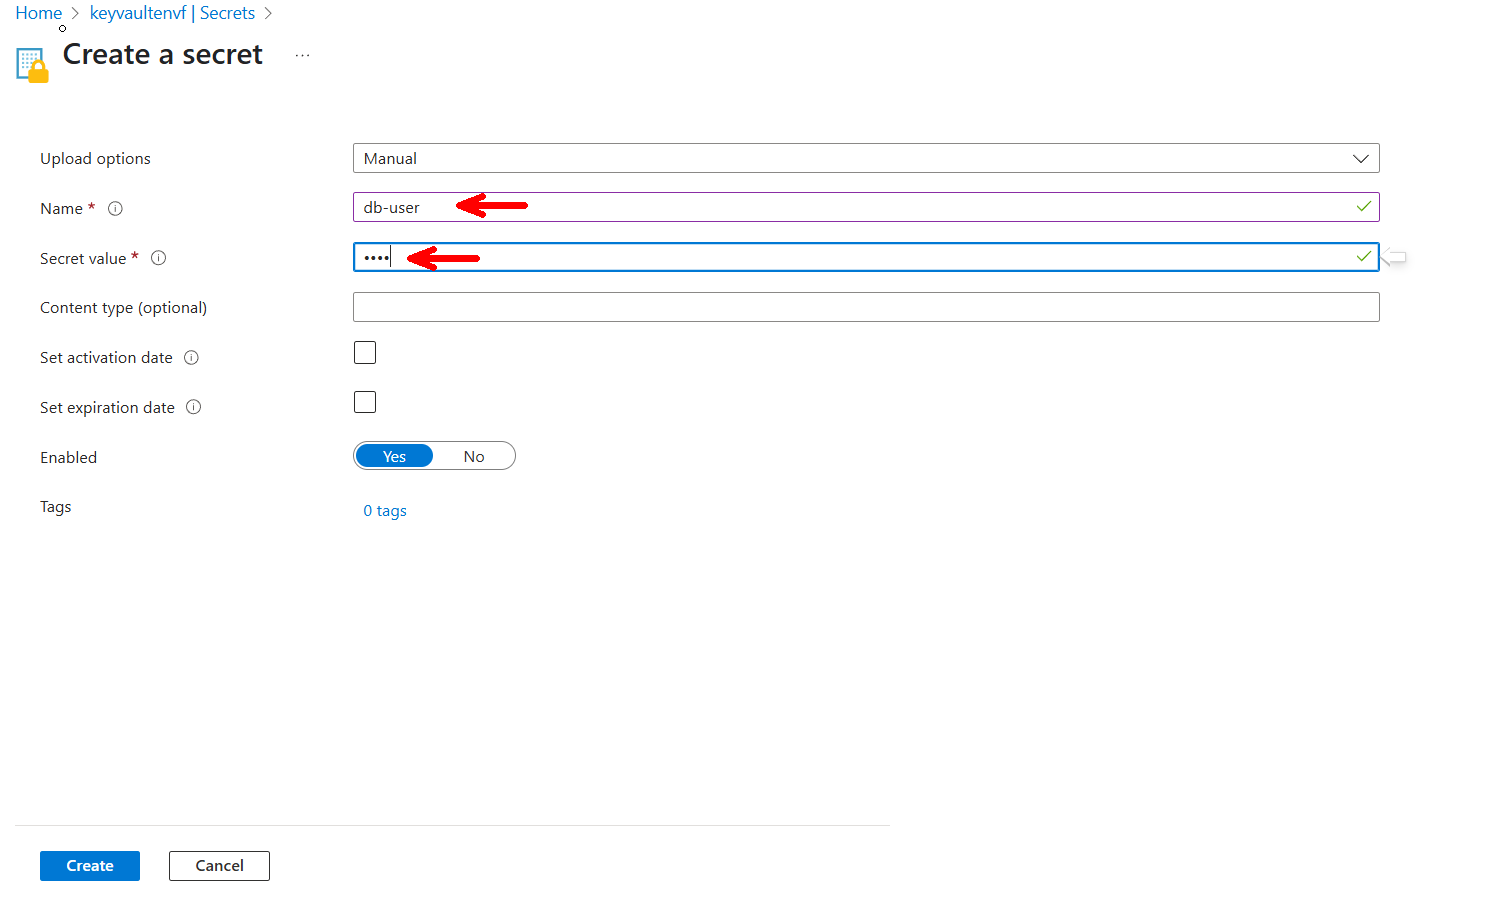 Home > keyvaultenvf | Secrets >
Create a secret ...
Upload options Manual
Name * db-user
Secret value * ••••
Content type (optional)
Set activation date
Set expiration date
Enabled Yes No
Tags 0 tags
Create Cancel